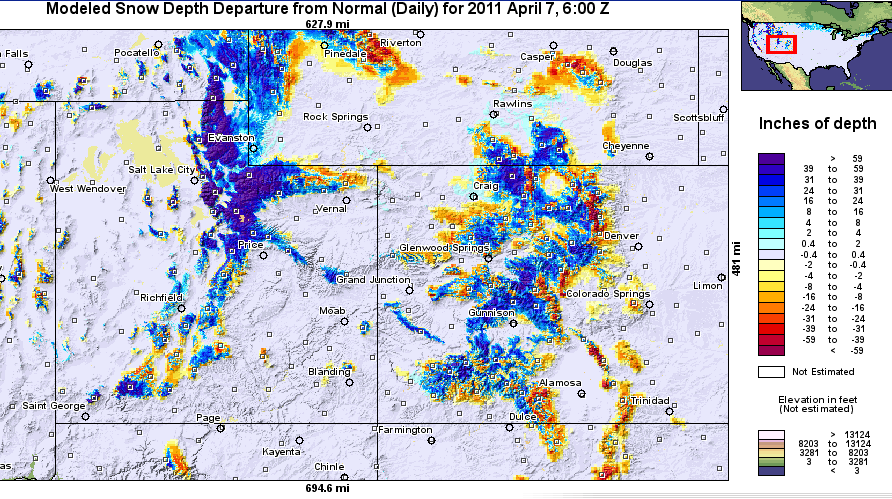 Modeled Snow Depth Departure from Normal (Daily) for 2011 April 7, 6:00 Z
627.9 mi
Falls
Pocatello
Pinedale
Riverton
Casper
Douglas
Rawlins
Rock Springs
Scottsbluff
Evanston
Cheyenne
Salt Lake City
West Wendover
Craig
Vernal
Price
Glenwood Springs
Denver
481 mi
Grand Junction
Limon
Richfield
Colorado Springs
Moab
Gunnison
Blanding
Alamosa
Saint George
Trinidad
Page
Dulce
Farmington
Kayenta
Chinle
as
694.6 mi
Inches of depth
> 59
39 to 59
31 to 39
24 to 31
16 to 24
8 to 16
4 to 8
2 to 4
0.4 to 2
-0.4 to 0.4
-2 to -0.4
-4 to -2
-8 to -4
-16 to -8
-24 to -16
-31 to -24
-39 to -31
-59 to -39
< -59
Not Estimated
Elevation in feet
(Not estimated)
> 13124
8203 to 13124
3281 to 8203
3 to 3281
< 3